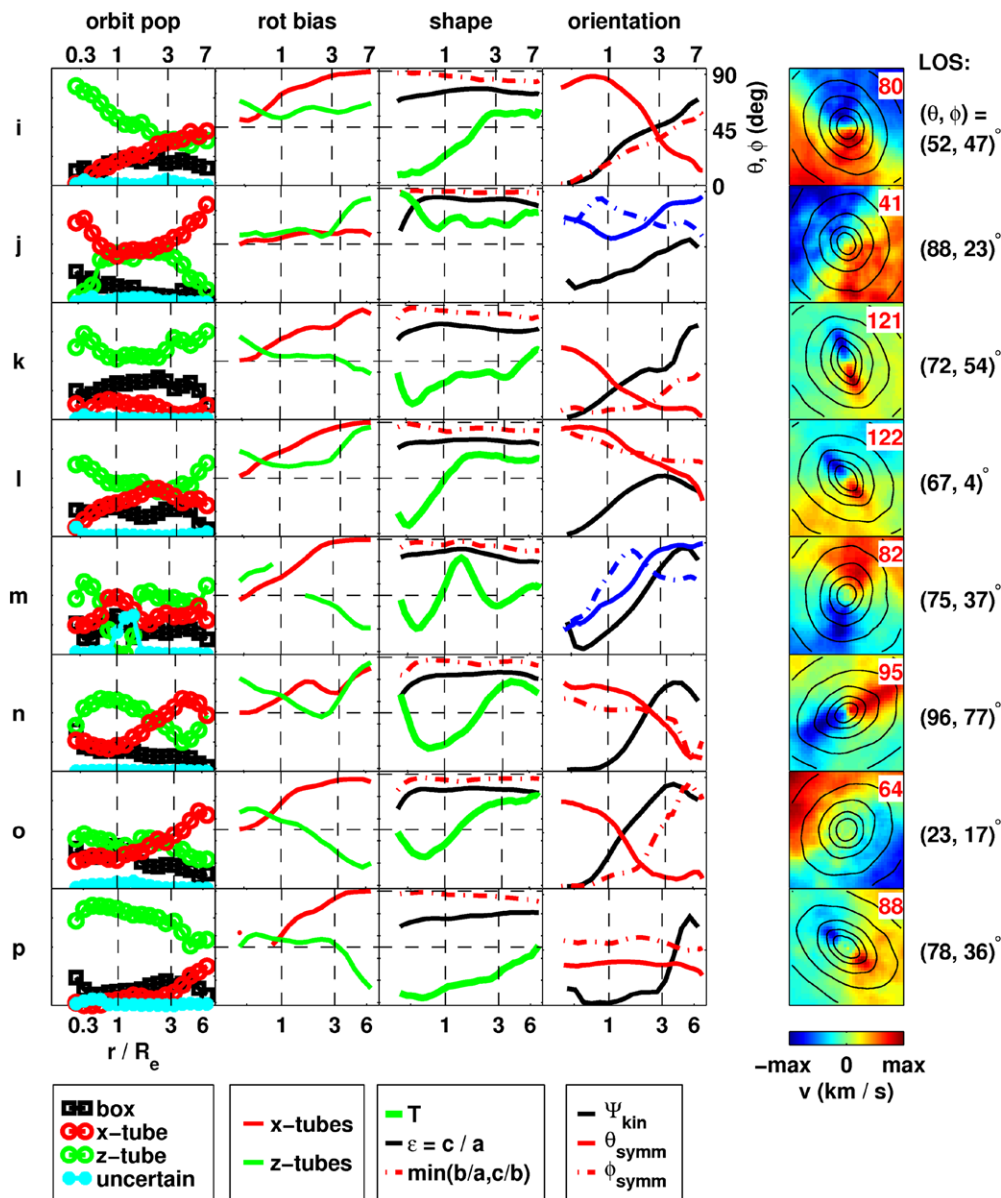 orbit pop rot bias shape orientation
0.3 1 3 7 1 3 7 1 3 7 1 3 7
LOS:
i 90 45 0 θ, ϕ (deg) 80 (θ, ϕ) = (52, 47)°
j 41 (88, 23)°
k 121 (72, 54)°
l 122 (67, 4)°
m 82 (75, 37)°
n 95 (96, 77)°
o 64 (23, 17)°
p 88 (78, 36)°
0.3 1 3 6 1 3 6 1 3 6 1 3 6
r / Re
−max 0 max
v (km / s)
box
x−tube
z−tube
uncertain
x−tubes
z−tubes
T
ε = c / a
min(b/a,c/b)
Ψkin
θsymm
ϕsymm